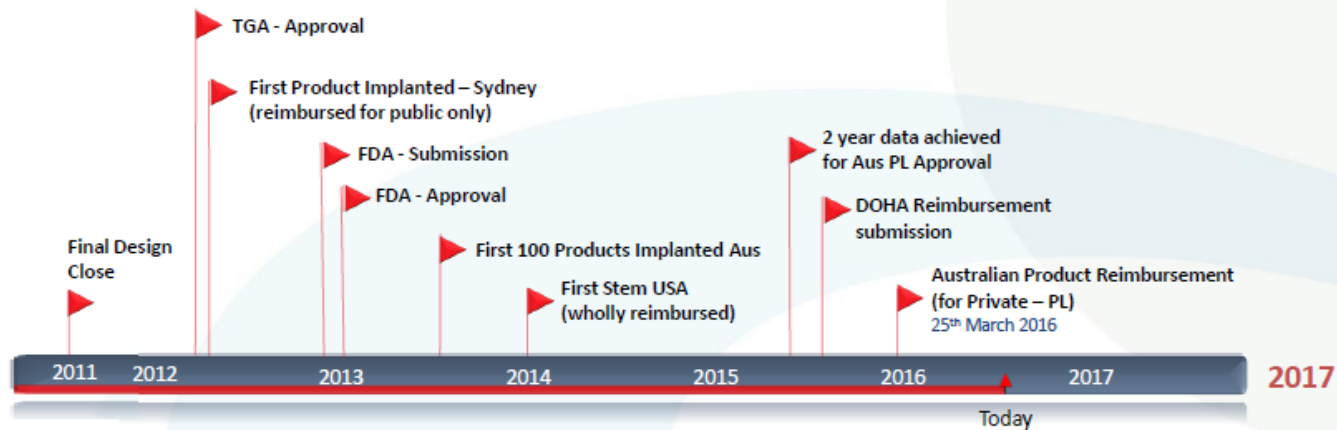 TGA - Approval
First Product Implanted – Sydney
(reimbursed for public only)
FDA - Submission
FDA - Approval
2 year data achieved
for Aus PL Approval
DOHA Reimbursement
submission
Final Design
Close
First 100 Products Implanted Aus
First Stem USA
(wholly reimbursed)
Australian Product Reimbursement
(for Private – PL)
25th March 2016
2011 2012 2013 2014 2015 2016 2017
2017
Today